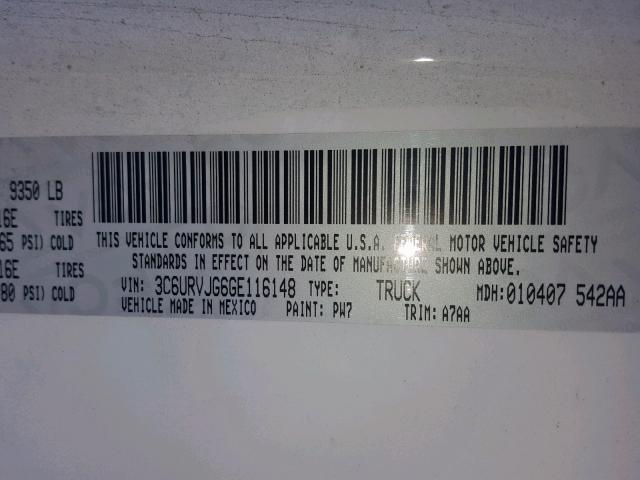 9350 LB
16E TIRES
65 PSI) COLD
16E TIRES
80 PSI) COLD
THIS VEHICLE CONFORMS TO ALL APPLICABLE U.S.A. FEDERAL MOTOR VEHICLE SAFETY
STANDARDS IN EFFECT ON THE DATE OF MANUFACTURE SHOWN ABOVE.
VIN: 3C6URVJG6GE116148 TYPE: TRUCK MDH:010407 542AA
VEHICLE MADE IN MEXICO PAINT: PW7 TRIM: A7AA